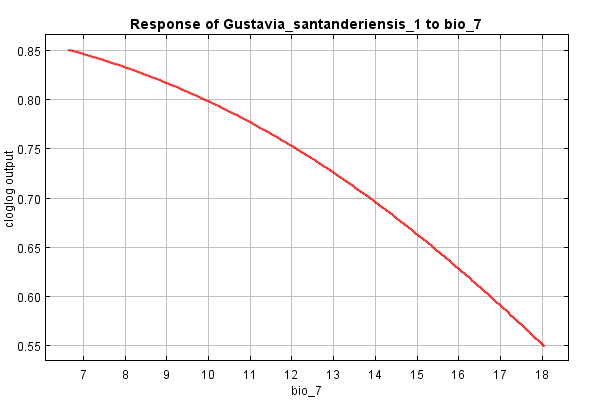 Response of Gustavia_santanderiensis_1 to bio_7
cloglog output
0.85
0.80
0.75
0.70
0.65
0.60
0.55
7 8 9 10 11 12 13 14 15 16 17 18
bio_7